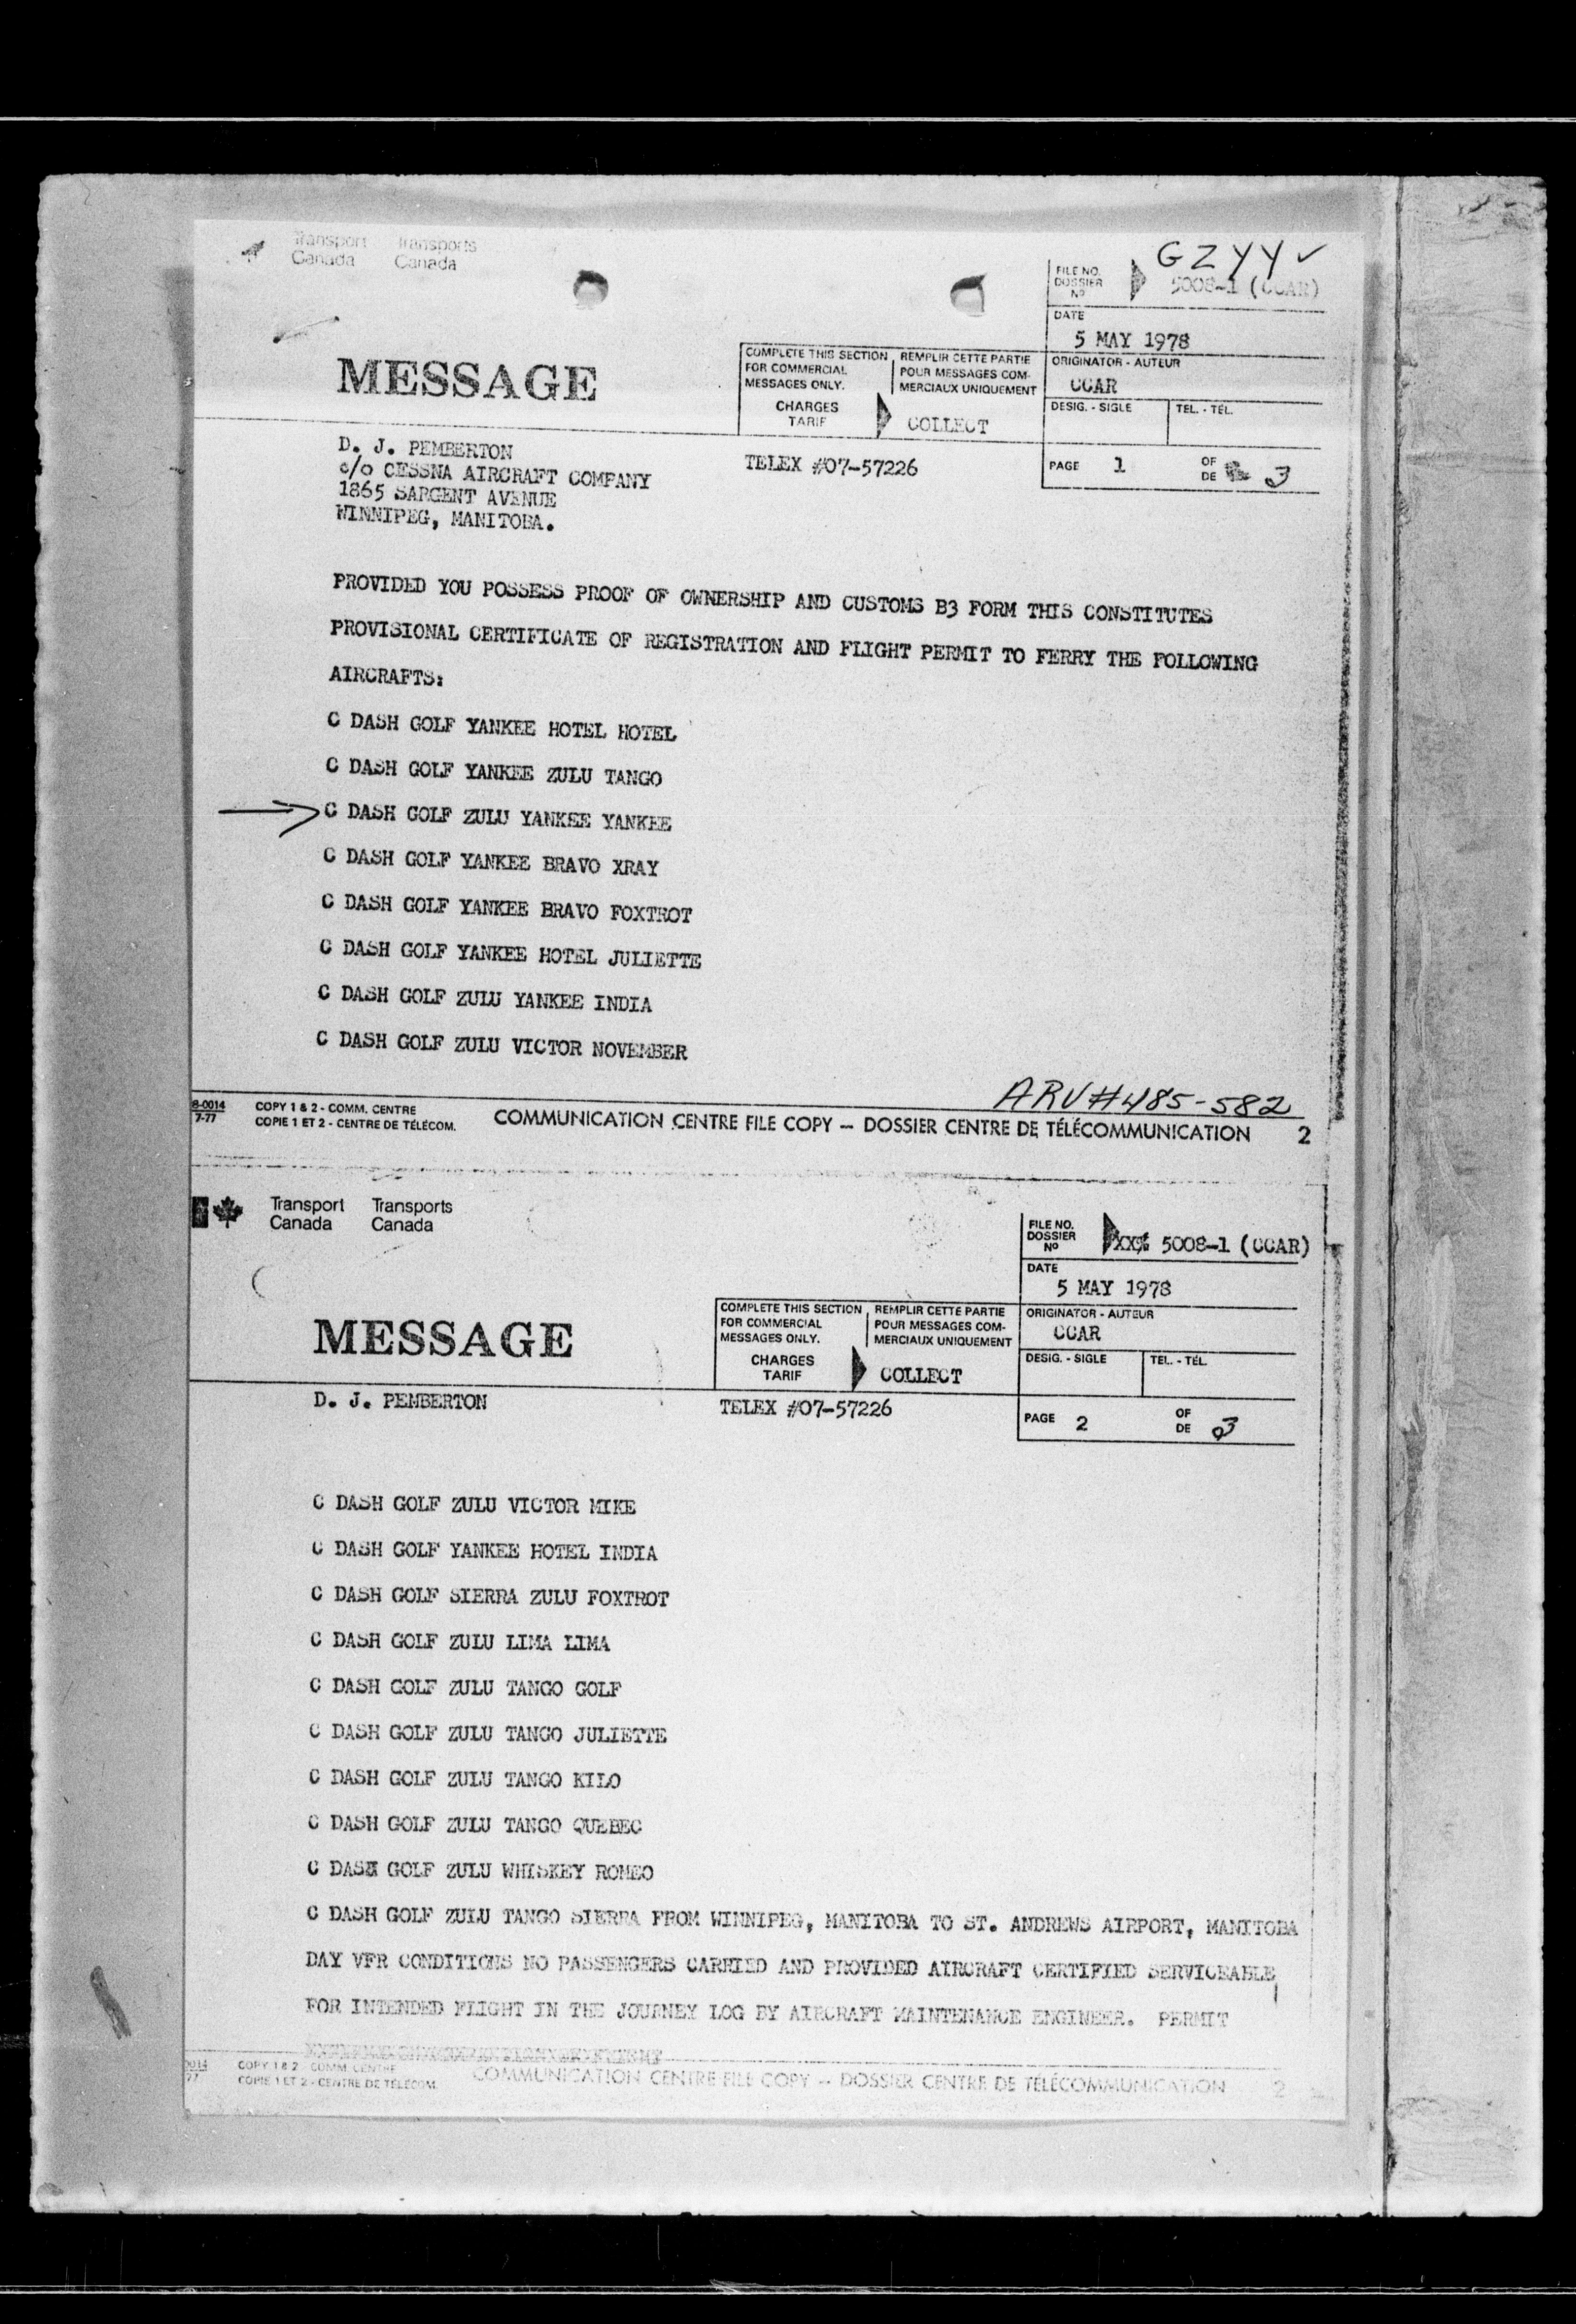 Transport Transports
Canada Canada
GZYY✓
FILE NO.
DOSSIER
Nº
5008-1 (CCAR)
DATE
5 MAY 1978
MESSAGE
COMPLETE THIS SECTION
FOR COMMERCIAL
MESSAGES ONLY.
REMPLIR CETTE PARTIE
POUR MESSAGES COM-
MERCIAUX UNIQUEMENT
ORIGINATOR - AUTEUR
CCAR
CHARGES
TARIF
COLLECT
DESIG. - SIGLE
TEL. - TÉL.
D. J. PEMBERTON
c/o CESSNA AIRCRAFT COMPANY
1865 SARGENT AVENUE
WINNIPEG, MANITOBA.
TELEX #07-57226
PAGE 1 OF DE 3
PROVIDED YOU POSSESS PROOF OF OWNERSHIP AND CUSTOMS B3 FORM THIS CONSTITUTES
PROVISIONAL CERTIFICATE OF REGISTRATION AND FLIGHT PERMIT TO FERRY THE FOLLOWING
AIRCRAFTS:
C DASH GOLF YANKEE HOTEL HOTEL
C DASH GOLF YANKEE ZULU TANGO
C DASH GOLF ZULU YANKEE YANKEE
C DASH GOLF YANKEE BRAVO XRAY
C DASH GOLF YANKEE BRAVO FOXTROT
C DASH GOLF YANKEE HOTEL JULIETTE
C DASH GOLF ZULU YANKEE INDIA
C DASH GOLF ZULU VICTOR NOVEMBER
ARV#485-582
8-0014
7-77
COPY 1 & 2 - COMM. CENTRE
COPIE 1 ET 2 - CENTRE DE TÉLÉCOM.
COMMUNICATION CENTRE FILE COPY — DOSSIER CENTRE DE TÉLÉCOMMUNICATION 2
Transport Transports
Canada Canada
FILE NO.
DOSSIER
Nº
5008-1 (CCAR)
DATE
5 MAY 1978
MESSAGE
COMPLETE THIS SECTION
FOR COMMERCIAL
MESSAGES ONLY.
REMPLIR CETTE PARTIE
POUR MESSAGES COM-
MERCIAUX UNIQUEMENT
ORIGINATOR - AUTEUR
CCAR
CHARGES
TARIF
COLLECT
DESIG. - SIGLE
TEL. - TÉL.
D. J. PEMBERTON
TELEX #07-57226
PAGE 2 OF DE 3
C DASH GOLF ZULU VICTOR MIKE
C DASH GOLF YANKEE HOTEL INDIA
C DASH GOLF SIERRA ZULU FOXTROT
C DASH GOLF ZULU LIMA LIMA
C DASH GOLF ZULU TANGO GOLF
C DASH GOLF ZULU TANGO JULIETTE
C DASH GOLF ZULU TANGO KILO
C DASH GOLF ZULU TANGO QUEBEC
C DASH GOLF ZULU WHISKEY ROMEO
C DASH GOLF ZULU TANGO SIERRA FROM WINNIPEG, MANITOBA TO ST. ANDREWS AIRPORT, MANITOBA
DAY VFR CONDITIONS NO PASSENGERS CARRIED AND PROVIDED AIRCRAFT CERTIFIED SERVICEABLE
FOR INTENDED FLIGHT IN THE JOURNEY LOG BY AIRCRAFT MAINTENANCE ENGINEER. PERMIT
0014
77
COPY 1 & 2 - COMM. CENTRE
COPIE 1 ET 2 - CENTRE DE TÉLÉCOM.
COMMUNICATION CENTRE FILE COPY — DOSSIER CENTRE DE TÉLÉCOMMUNICATION 2